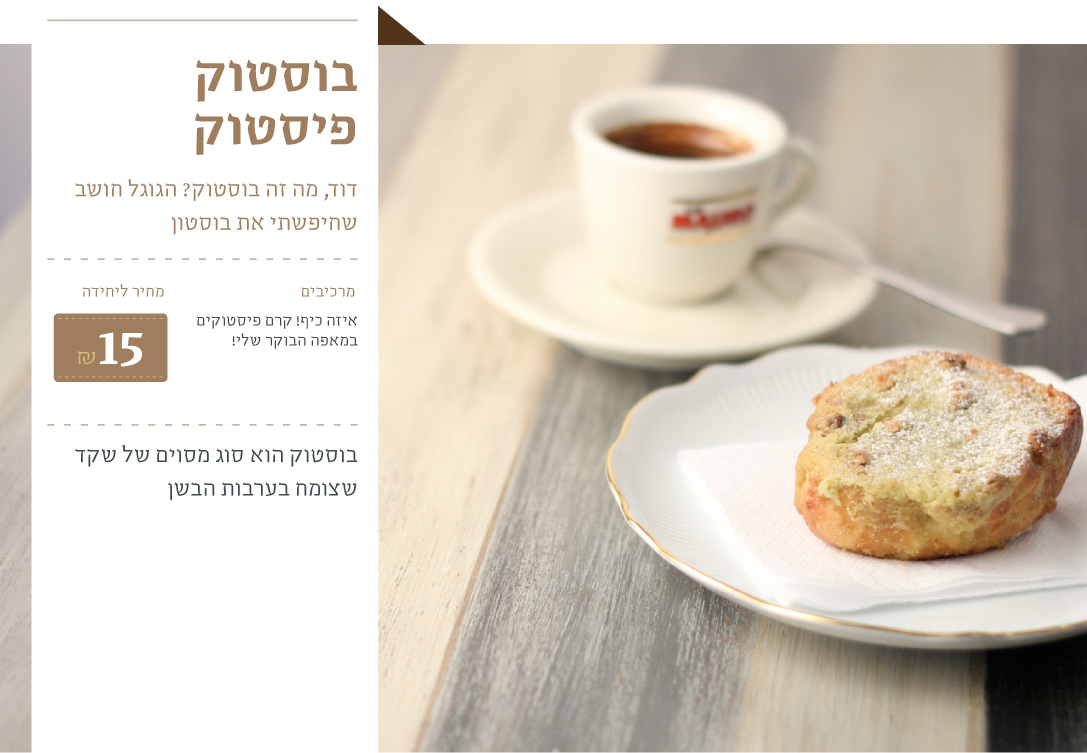 בוסטוק
פיסטוק
דוד, מה זה בוסטוק? הגוגל חושב
שחיפשתי את בוסטון
מרכיבים
איזה כיף! קרם פיסטוקים
במאפה הבוקר שלי!
מחיר ליחידה
15 ₪
בוסטוק הוא סוג מסוים של שקד
שצומח בערבות הבשן